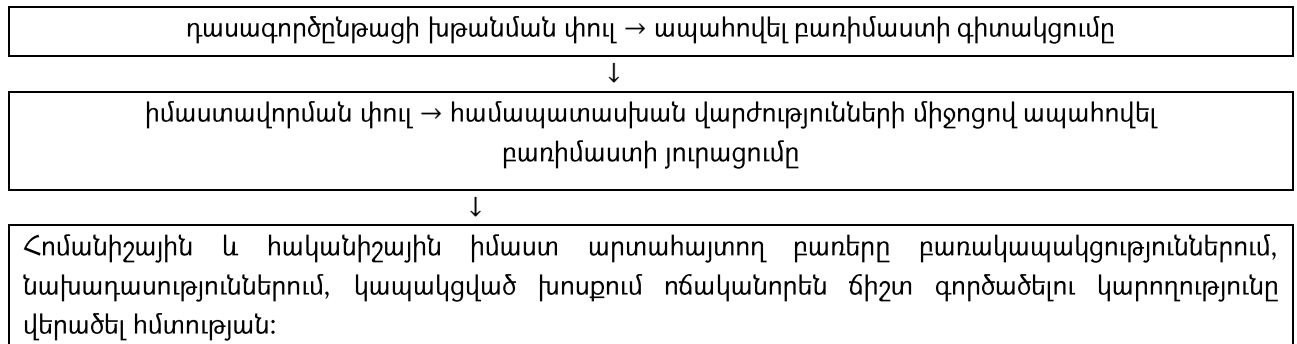 դասագործընթացի խթանման փուլ → ապահովել բառիմաստի գիտակցումը
↓
իմաստավորման փուլ → համապատասխան վարժությունների միջոցով ապահովել
բառիմաստի յուրացումը
↓
Հոմանիշային և հականիշային իմաստ արտահայտող բառերը բառակապակցություններում,
նախադասություններում, կապակցված խոսքում ոճականորեն ճիշտ գործածելու կարողությունը
վերածել հմտության: